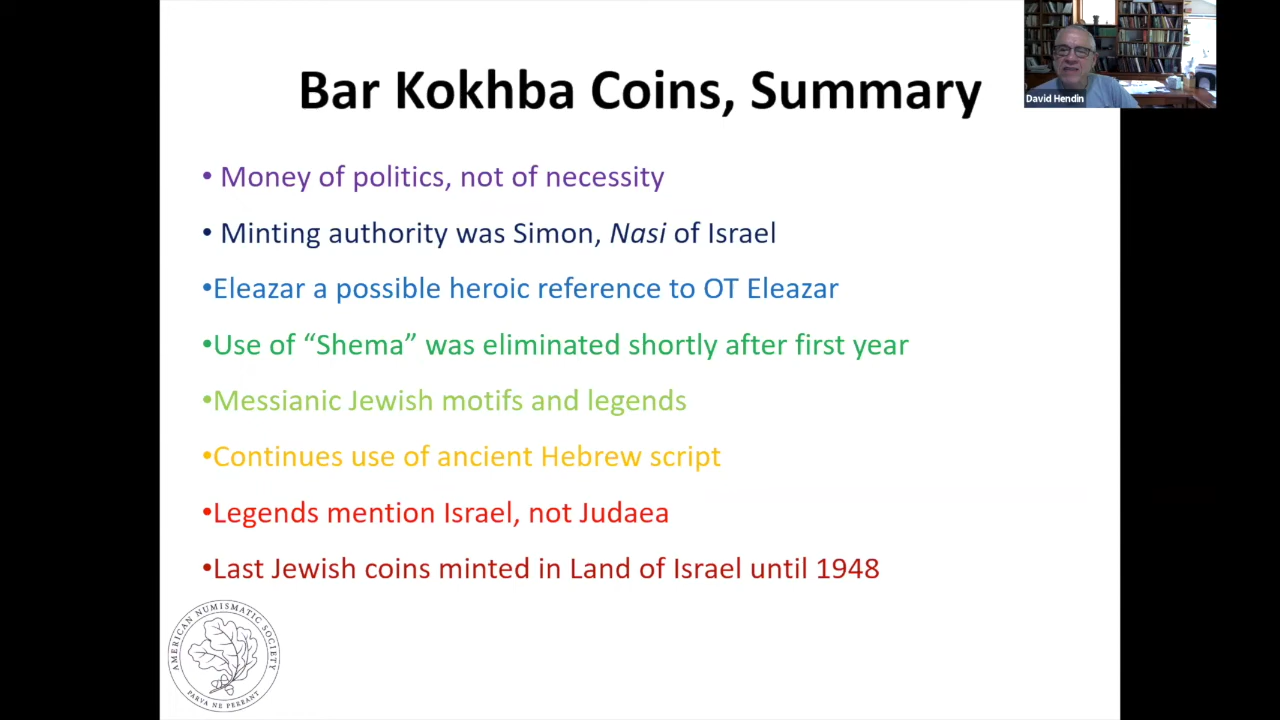 Bar Kokhba Coins, Summary
David Hendin
• Money of politics, not of necessity
• Minting authority was Simon, Nasi of Israel
•Eleazar a possible heroic reference to OT Eleazar
•Use of “Shema” was eliminated shortly after first year
•Messianic Jewish motifs and legends
•Continues use of ancient Hebrew script
•Legends mention Israel, not Judaea
•Last Jewish coins minted in Land of Israel until 1948
AMERICAN NUMISMATIC SOCIETY
PARVA NE PEREANT